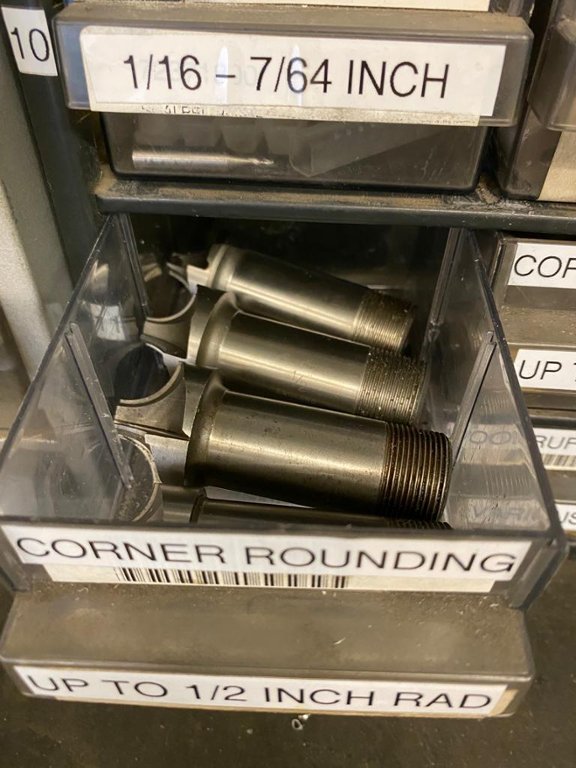 10
1/16 – 7/64 INCH
COR
UP T
CORNER ROUNDING
UP TO 1/2 INCH RAD